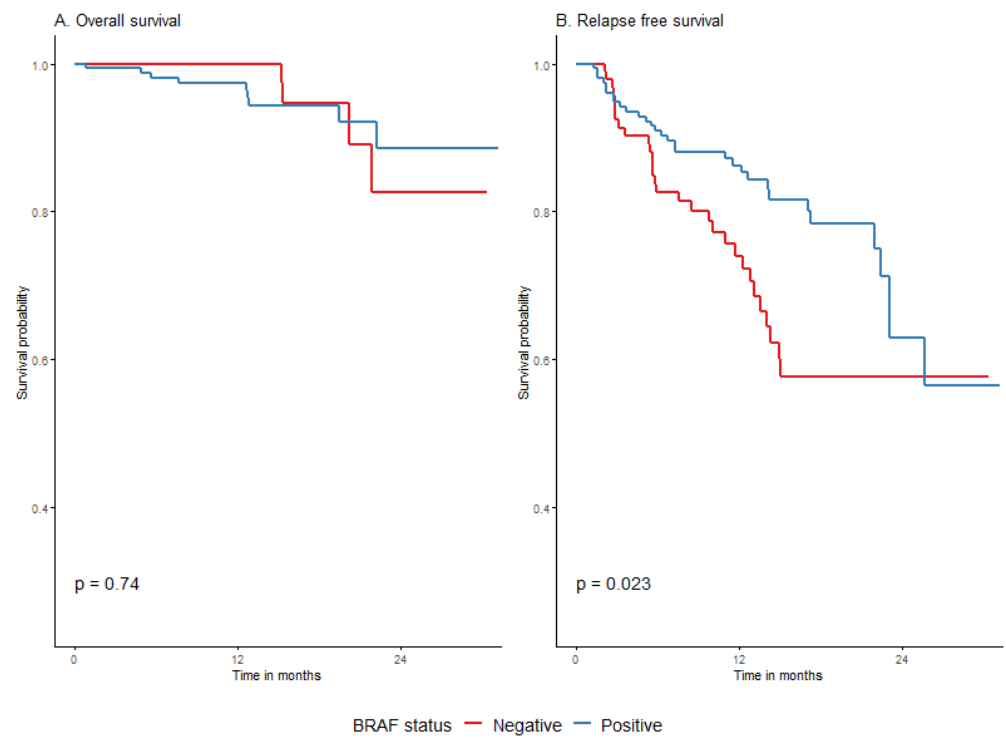 A. Overall survival
1.0
0.8
0.6
0.4
Survival probability
p = 0.74
0 12 24
Time in months
B. Relapse free survival
1.0
0.8
0.6
0.4
Survival probability
p = 0.023
0 12 24
Time in months
BRAF status Negative Positive